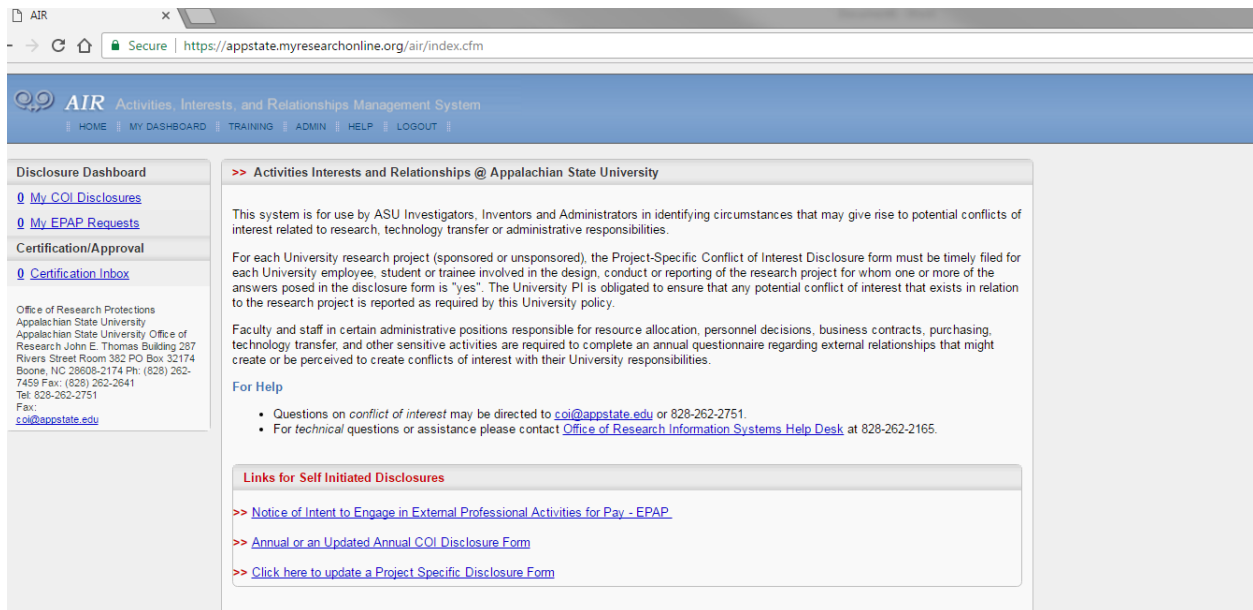 AIR
Secure | https://appstate.myresearchonline.org/air/index.cfm
AIR Activities, Interests, and Relationships Management System
HOME MY DASHBOARD TRAINING ADMIN HELP LOGOUT
Disclosure Dashboard
0 My COI Disclosures
0 My EPAP Requests
Certification/Approval
0 Certification Inbox
Office of Research Protections
Appalachian State University
Appalachian State University Office of
Research John E. Thomas Building 287
Rivers Street Room 382 PO Box 32174
Boone, NC 28608-2174 Ph: (828) 262-
7459 Fax: (828) 262-2641
Tel: 828-262-2751
Fax:
coi@appstate.edu
>> Activities Interests and Relationships @ Appalachian State University
This system is for use by ASU Investigators, Inventors and Administrators in identifying circumstances that may give rise to potential conflicts of
interest related to research, technology transfer or administrative responsibilities.
For each University research project (sponsored or unsponsored), the Project-Specific Conflict of Interest Disclosure form must be timely filed for
each University employee, student or trainee involved in the design, conduct or reporting of the research project for whom one or more of the
answers posed in the disclosure form is "yes". The University PI is obligated to ensure that any potential conflict of interest that exists in relation
to the research project is reported as required by this University policy.
Faculty and staff in certain administrative positions responsible for resource allocation, personnel decisions, business contracts, purchasing,
technology transfer, and other sensitive activities are required to complete an annual questionnaire regarding external relationships that might
create or be perceived to create conflicts of interest with their University responsibilities.
For Help
• Questions on conflict of interest may be directed to coi@appstate.edu or 828-262-2751.
• For technical questions or assistance please contact Office of Research Information Systems Help Desk at 828-262-2165.
Links for Self Initiated Disclosures
>> Notice of Intent to Engage in External Professional Activities for Pay - EPAP
>> Annual or an Updated Annual COI Disclosure Form
>> Click here to update a Project Specific Disclosure Form